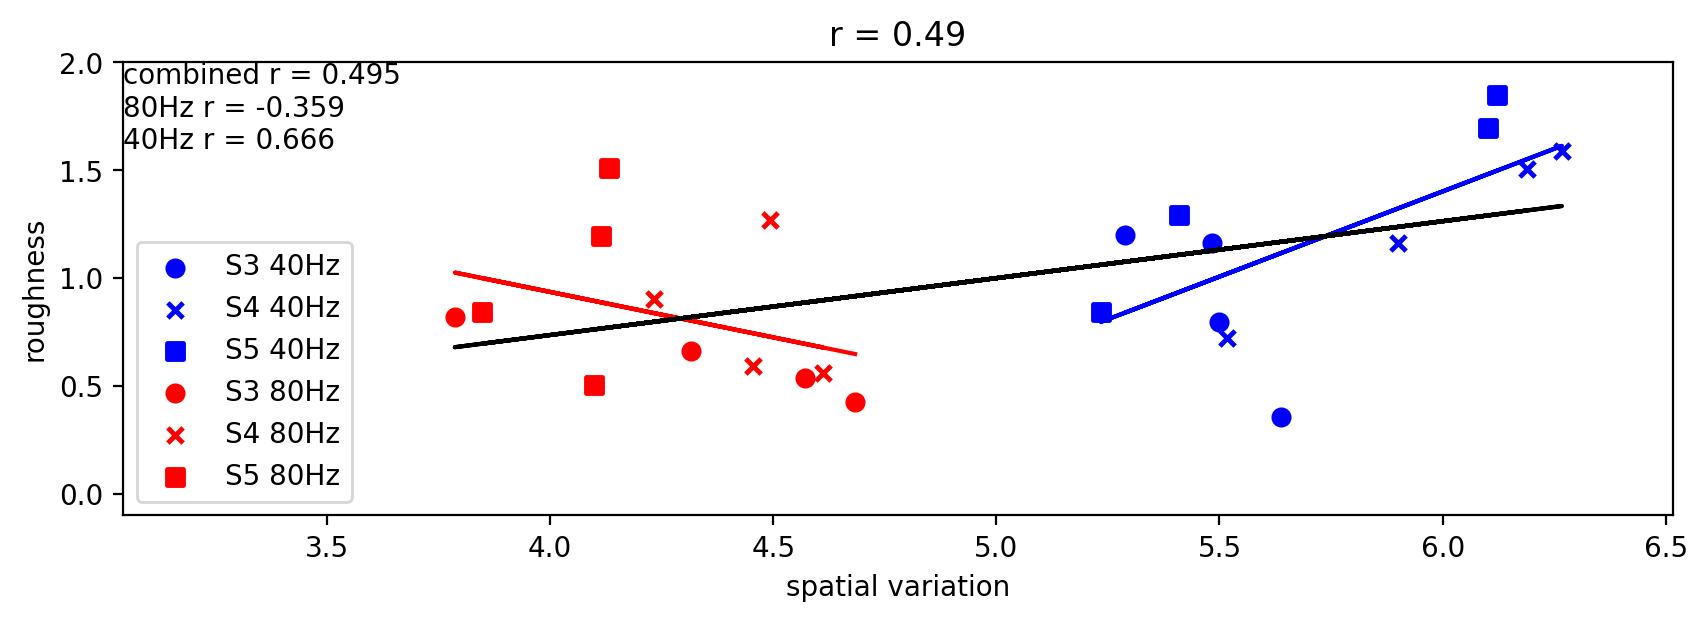 r = 0.49
combined r = 0.495
80Hz r = -0.359
40Hz r = 0.666
2.0
1.5
1.0
0.5
0.0
roughness
S3 40Hz
S4 40Hz
S5 40Hz
S3 80Hz
S4 80Hz
S5 80Hz
3.5 4.0 4.5 5.0 5.5 6.0 6.5
spatial variation